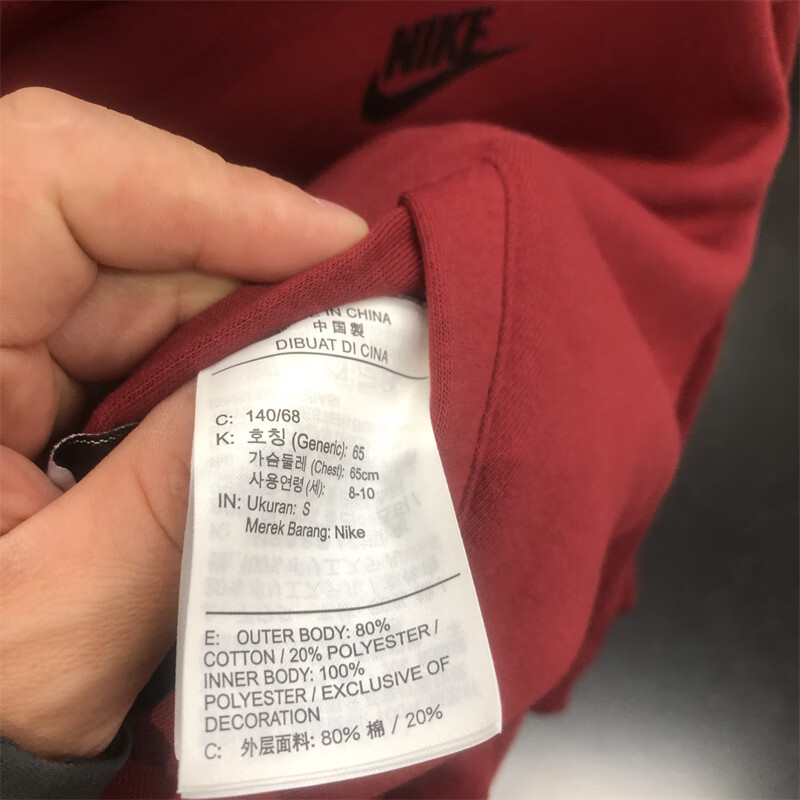 NIKE
IN CHINA
中国製
DIBUAT DI CINA
C: 140/68
K: 호칭 (Generic): 65
가슴둘레 (Chest): 65cm
사용연령 (세): 8-10
IN: Ukuran: S
Merek Barang: Nike
E: OUTER BODY: 80%
COTTON / 20% POLYESTER /
INNER BODY: 100%
POLYESTER / EXCLUSIVE OF
DECORATION
C: 外层面料: 80% 棉 / 20%